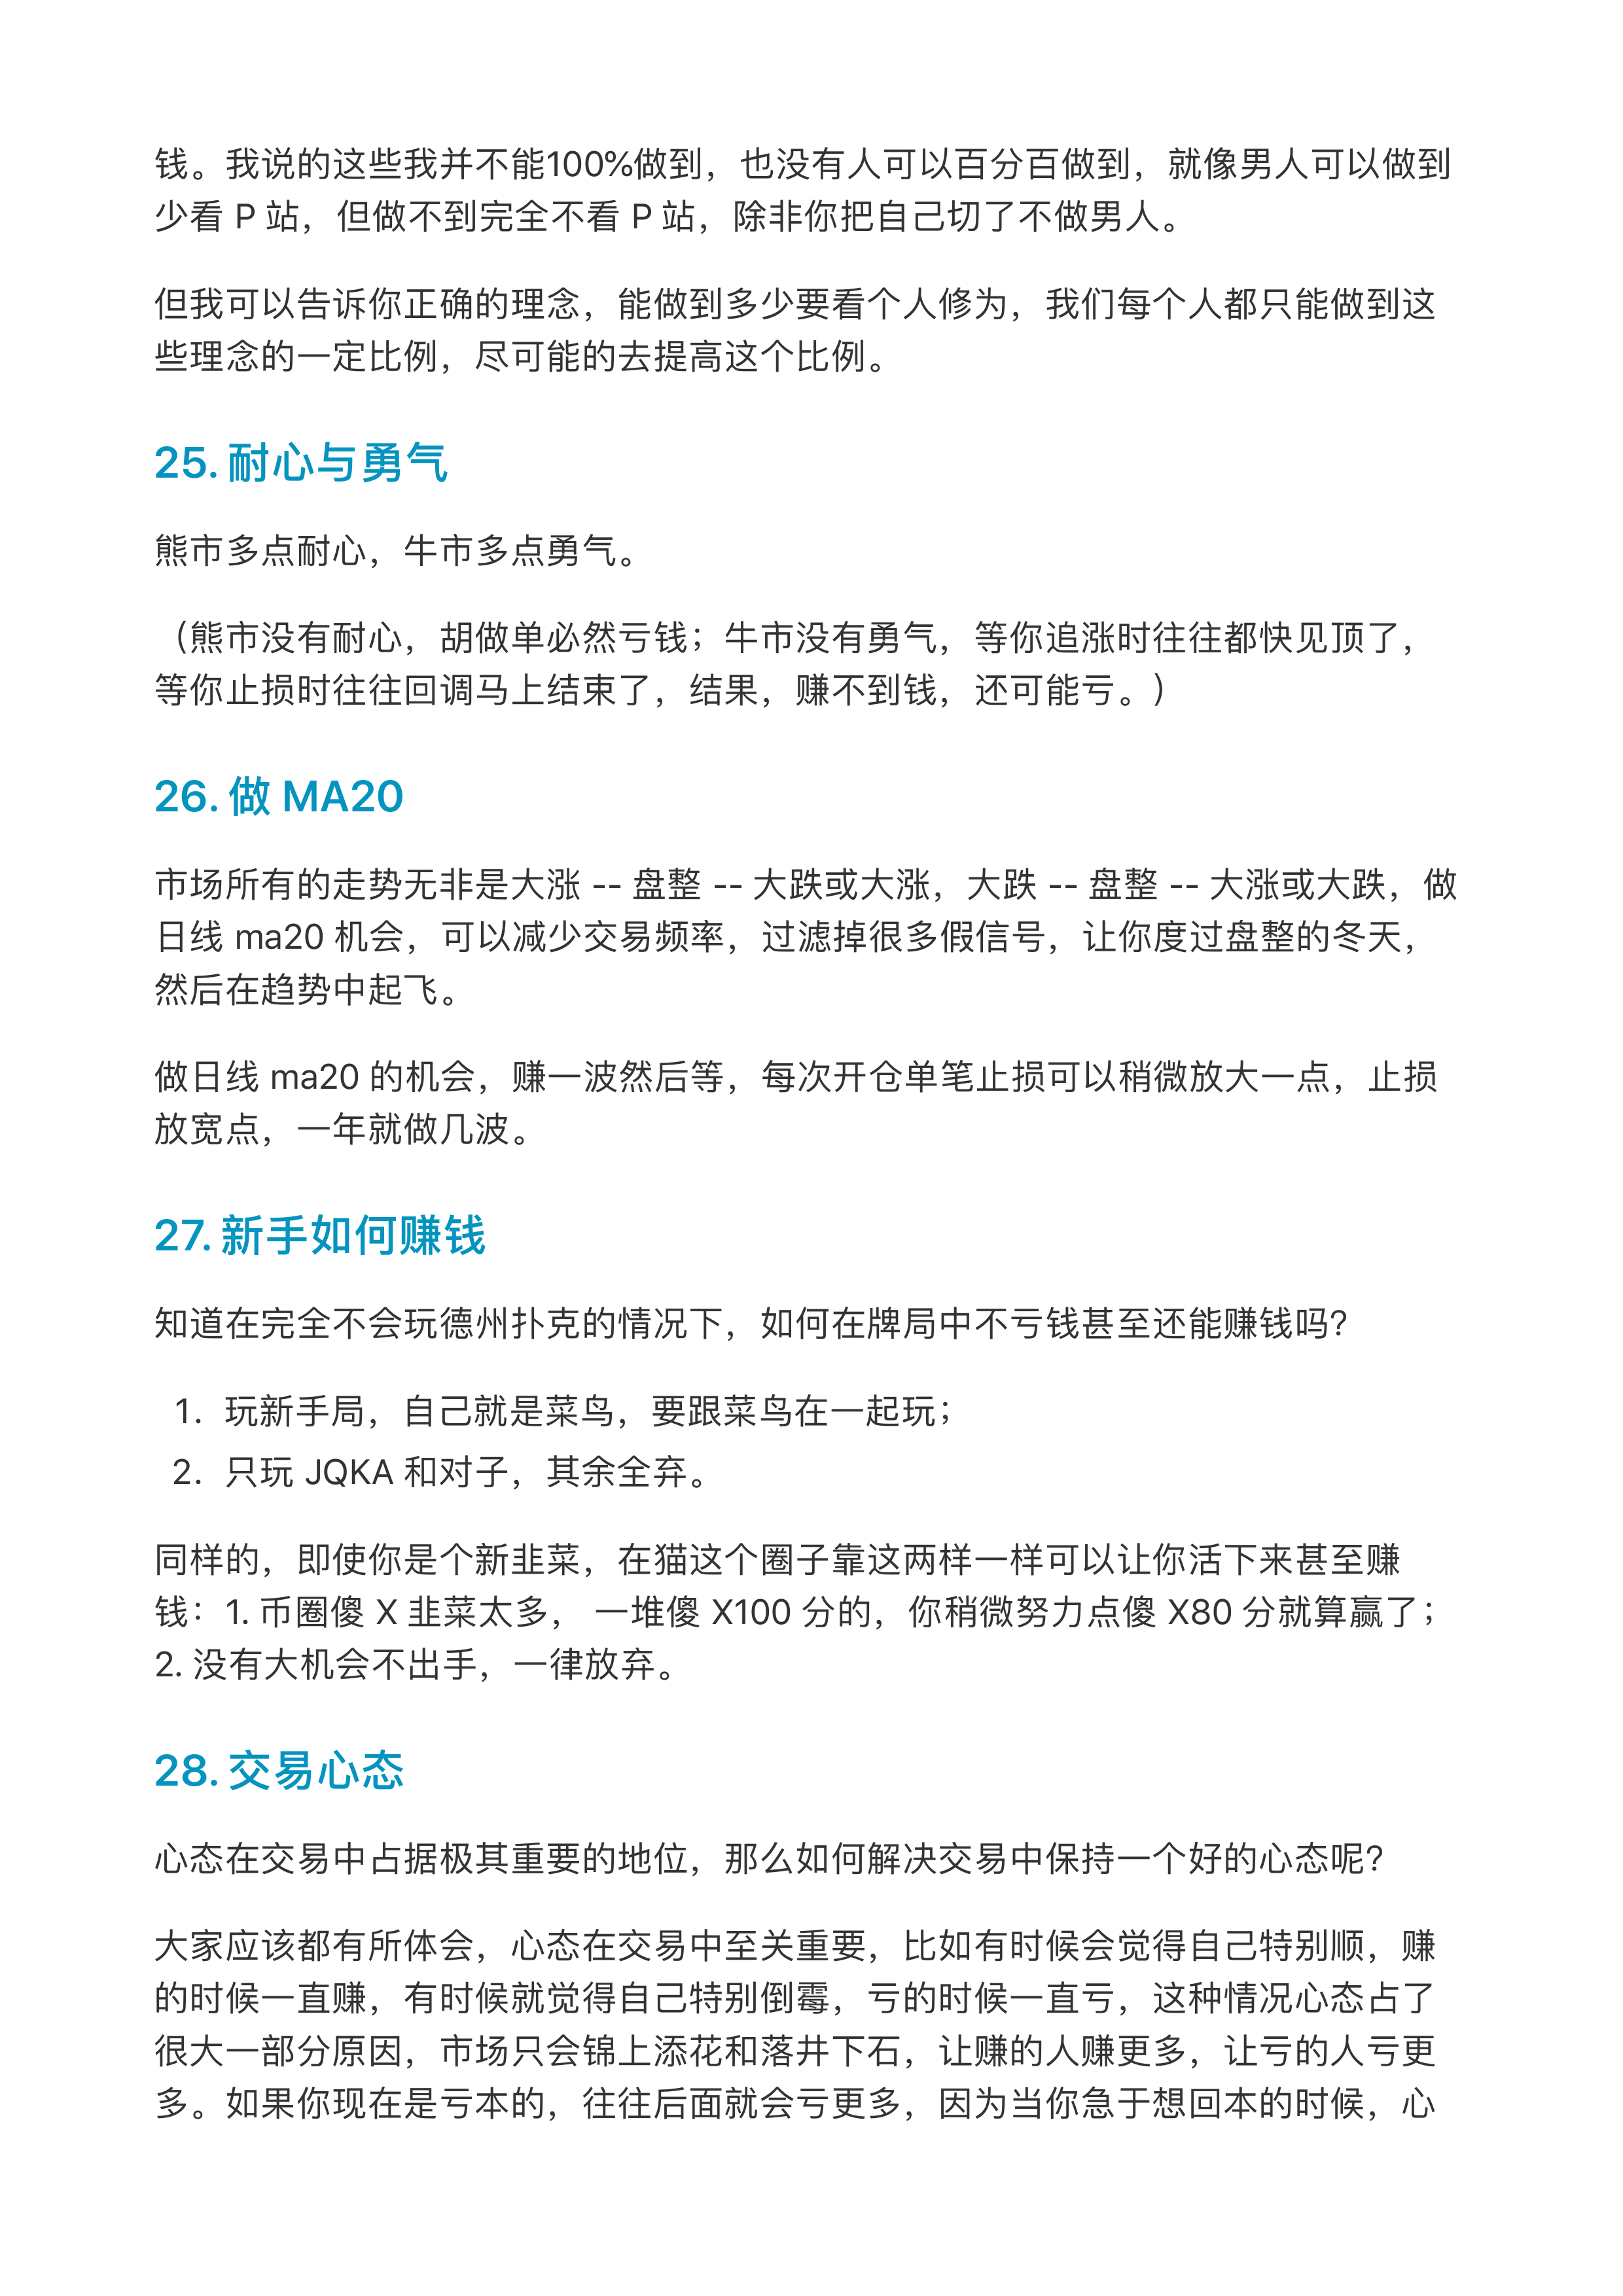 钱。我说的这些我并不能100%做到，也没有人可以百分百做到，就像男人可以做到
少看 P 站，但做不到完全不看 P 站，除非你把自己切了不做男人。
但我可以告诉你正确的理念，能做到多少要看个人修为，我们每个人都只能做到这
些理念的一定比例，尽可能的去提高这个比例。
25. 耐心与勇气
熊市多点耐心，牛市多点勇气。
（熊市没有耐心，胡做单必然亏钱；牛市没有勇气，等你追涨时往往都快见顶了，
等你止损时往往回调马上结束了，结果，赚不到钱，还可能亏。）
26. 做 MA20
市场所有的走势无非是大涨 -- 盘整 -- 大跌或大涨，大跌 -- 盘整 -- 大涨或大跌，做
日线 ma20 机会，可以减少交易频率，过滤掉很多假信号，让你度过盘整的冬天，
然后在趋势中起飞。
做日线 ma20 的机会，赚一波然后等，每次开仓单笔止损可以稍微放大一点，止损
放宽点，一年就做几波。
27. 新手如何赚钱
知道在完全不会玩德州扑克的情况下，如何在牌局中不亏钱甚至还能赚钱吗？
1. 玩新手局，自己就是菜鸟，要跟菜鸟在一起玩；
2. 只玩 JQKA 和对子，其余全弃。
同样的，即使你是个新韭菜，在猫这个圈子靠这两样一样可以让你活下来甚至赚
钱：1. 币圈傻 X 韭菜太多， 一堆傻 X100 分的，你稍微努力点傻 X80 分就算赢了；
2. 没有大机会不出手，一律放弃。
28. 交易心态
心态在交易中占据极其重要的地位，那么如何解决交易中保持一个好的心态呢？
大家应该都有所体会，心态在交易中至关重要，比如有时候会觉得自己特别顺，赚
的时候一直赚，有时候就觉得自己特别倒霉，亏的时候一直亏，这种情况心态占了
很大一部分原因，市场只会锦上添花和落井下石，让赚的人赚更多，让亏的人亏更
多。如果你现在是亏本的，往往后面就会亏更多，因为当你急于想回本的时候，心